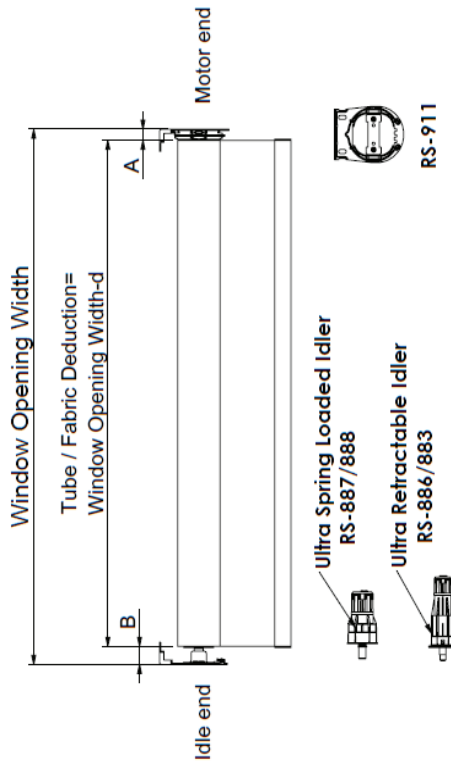 Window Opening Width
Tube / Fabric Deduction=
Window Opening Width-d
B
A
Idle end
Motor end
Ultra Spring Loaded Idler
RS-887/888
Ultra Retractable Idler
RS-886/883
RS-911